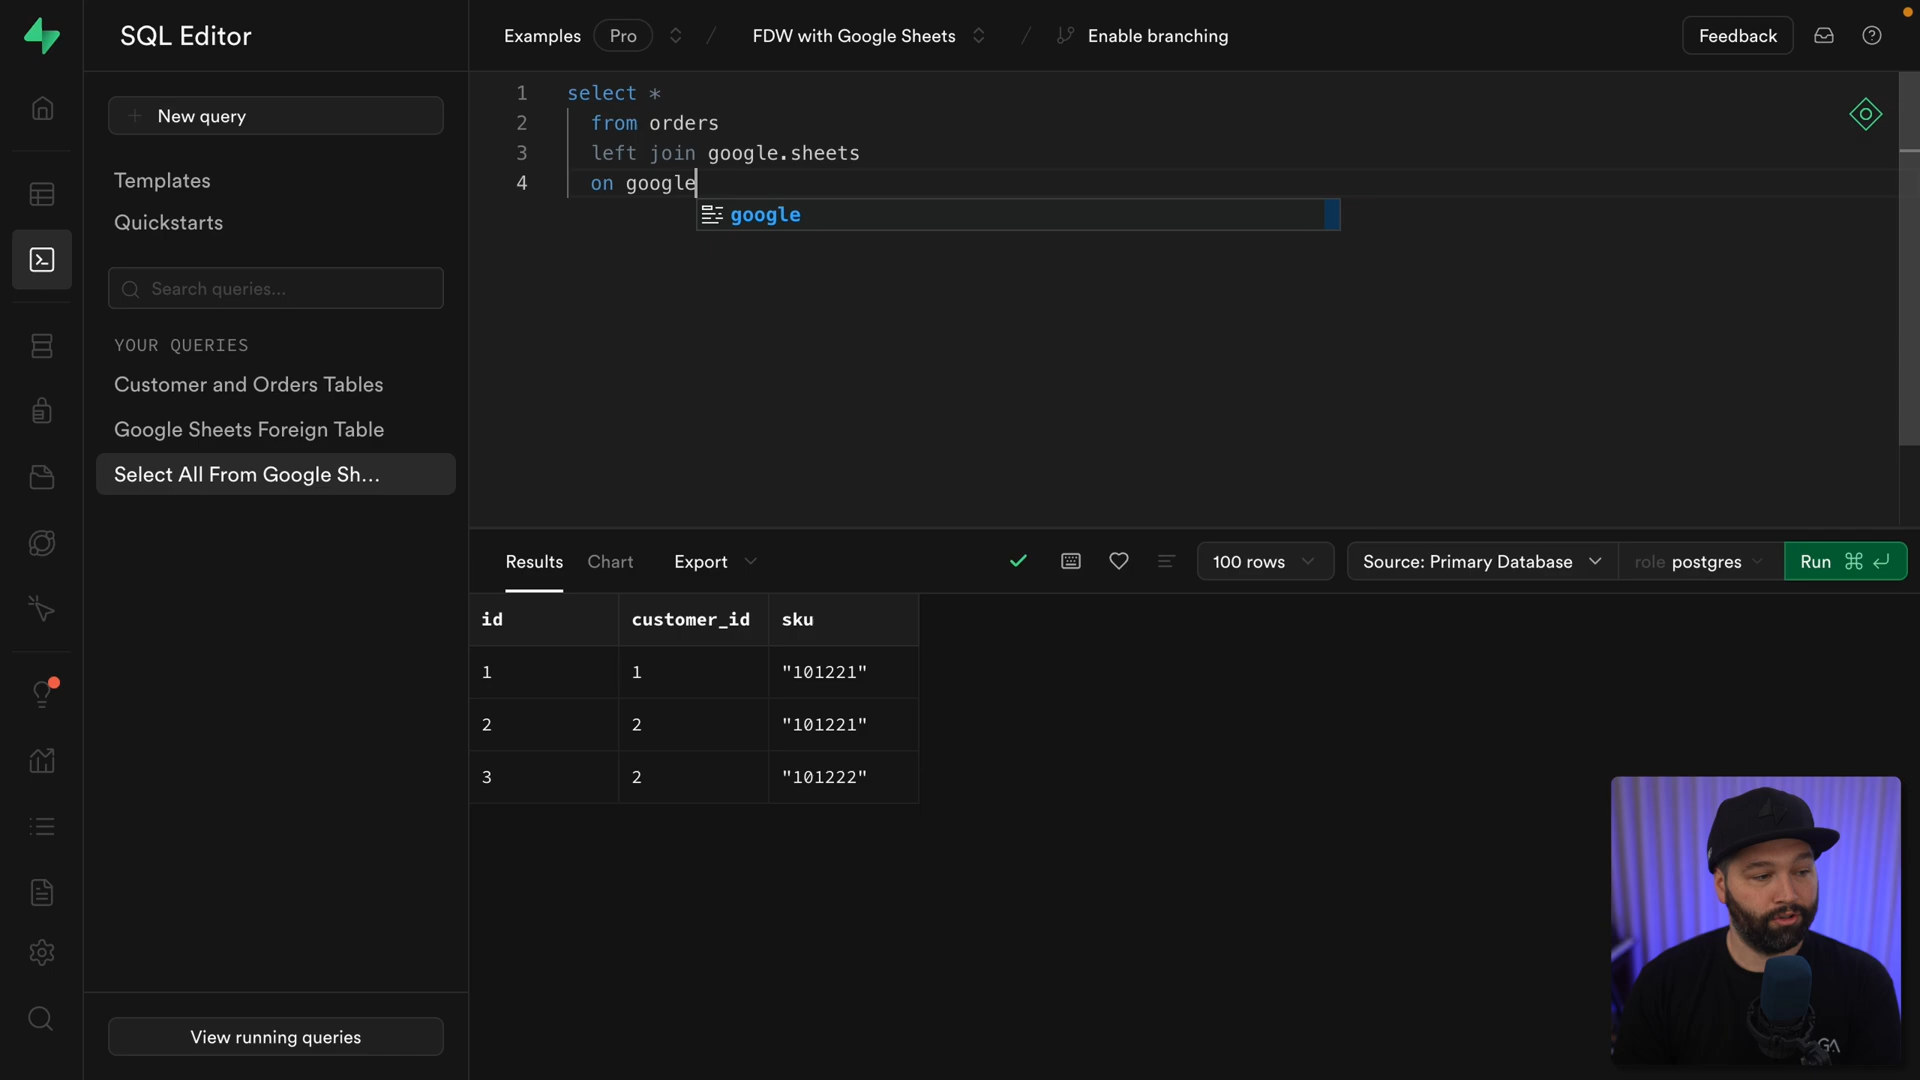 SQL Editor
Examples
Pro
FDW with Google Sheets
Enable branching
Feedback
New query
Templates
Quickstarts
Search queries...
YOUR QUERIES
Customer and Orders Tables
Google Sheets Foreign Table
Select All From Google Sh...
View running queries
1 select *
2 from orders
3 left join google.sheets
4 on google
google
Results
Chart
Export
100 rows
Source: Primary Database
role postgres
Run ⌘ ↵
id customer_id sku
1 1 "101221"
2 2 "101221"
3 2 "101222"
GA